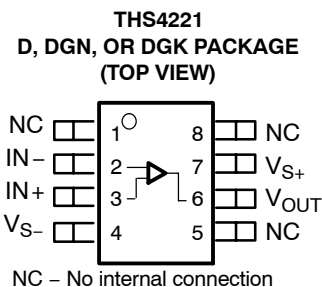 THS4221
D, DGN, OR DGK PACKAGE
(TOP VIEW)
NC 1 8 NC
IN− 2 7 VS+
IN+ 3 6 VOUT
VS− 4 5 NC
NC − No internal connection